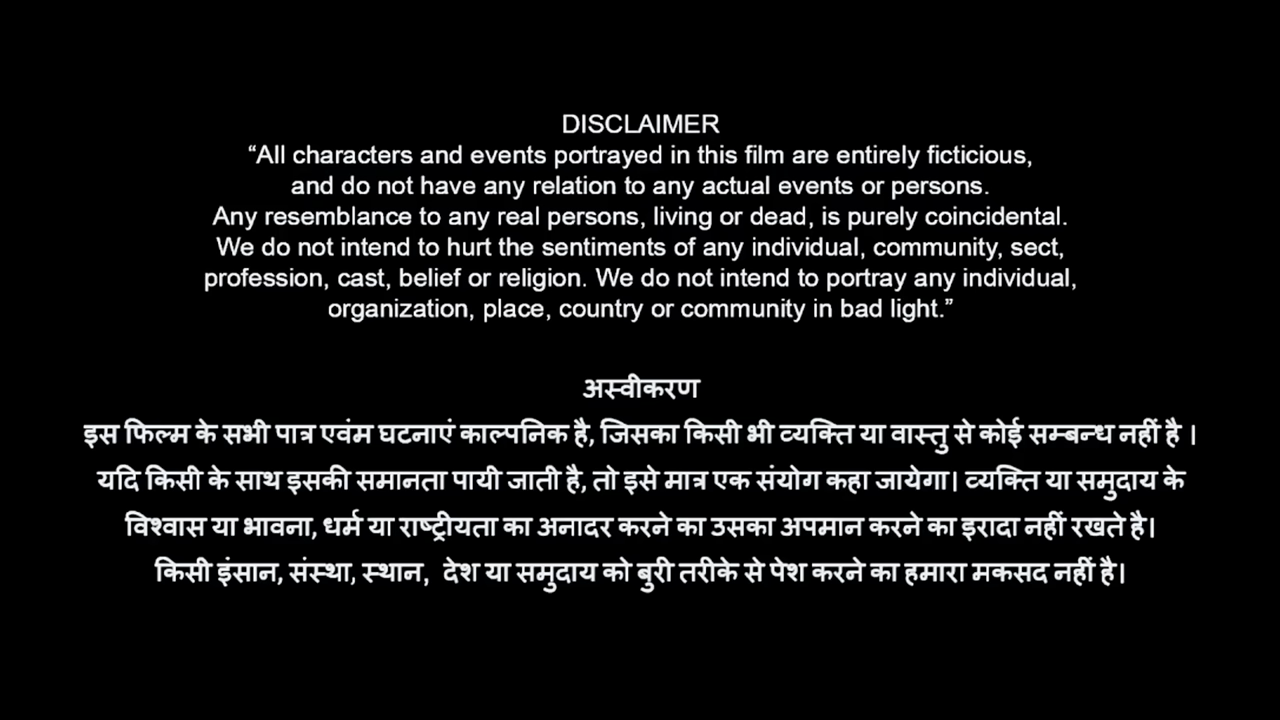 DISCLAIMER
“All characters and events portrayed in this film are entirely ficticious,
and do not have any relation to any actual events or persons.
Any resemblance to any real persons, living or dead, is purely coincidental.
We do not intend to hurt the sentiments of any individual, community, sect,
profession, cast, belief or religion. We do not intend to portray any individual,
organization, place, country or community in bad light.”
अस्वीकरण
इस फिल्म के सभी पात्र एवंम घटनाएं काल्पनिक है, जिसका किसी भी व्यक्ति या वास्तु से कोई सम्बन्ध नहीं है ।
यदि किसी के साथ इसकी समानता पायी जाती है, तो इसे मात्र एक संयोग कहा जायेगा। व्यक्ति या समुदाय के
विश्वास या भावना, धर्म या राष्ट्रीयता का अनादर करने का उसका अपमान करने का इरादा नहीं रखते है।
किसी इंसान, संस्था, स्थान, देश या समुदाय को बुरी तरीके से पेश करने का हमारा मकसद नहीं है।